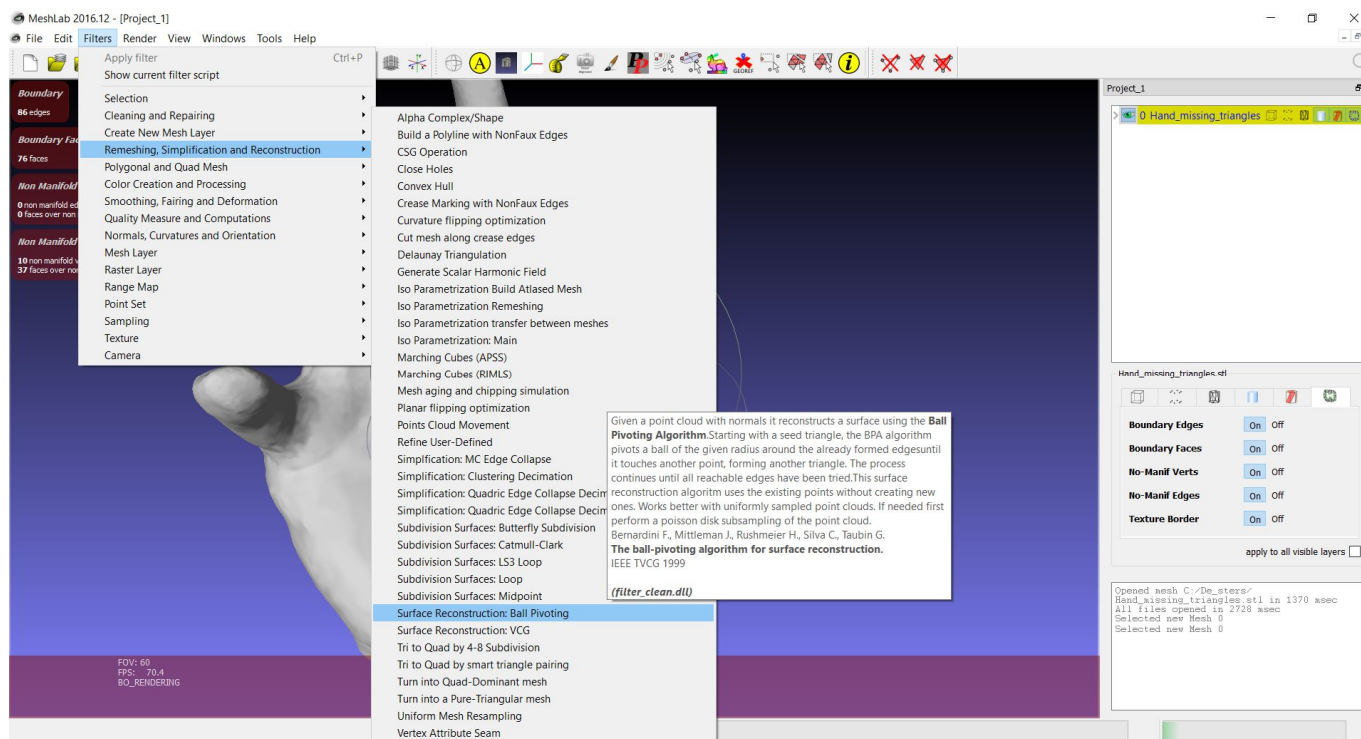 MeshLab 2016.12 - [Project_1]
File Edit Filters Render View Windows Tools Help
Apply filter Ctrl+P
Show current filter script
Selection
Cleaning and Repairing
Create New Mesh Layer
Remeshing, Simplification and Reconstruction
Polygonal and Quad Mesh
Color Creation and Processing
Smoothing, Fairing and Deformation
Quality Measure and Computations
Normals, Curvatures and Orientation
Mesh Layer
Raster Layer
Range Map
Point Set
Sampling
Texture
Camera
Boundary
86 edges
Boundary Fac
76 faces
Non Manifold
0 non manifold ed
0 faces over non
Non Manifold
10 non manifold v
37 faces over non
Alpha Complex/Shape
Build a Polyline with NonFaux Edges
CSG Operation
Close Holes
Convex Hull
Crease Marking with NonFaux Edges
Curvature flipping optimization
Cut mesh along crease edges
Delaunay Triangulation
Generate Scalar Harmonic Field
Iso Parametrization Build Atlased Mesh
Iso Parametrization Remeshing
Iso Parametrization transfer between meshes
Iso Parametrization: Main
Marching Cubes (APSS)
Marching Cubes (RIMLS)
Mesh aging and chipping simulation
Planar flipping optimization
Points Cloud Movement
Refine User-Defined
Simplfication: MC Edge Collapse
Simplification: Clustering Decimation
Simplification: Quadric Edge Collapse Decim
Simplification: Quadric Edge Collapse Decim
Subdivision Surfaces: Butterfly Subdivision
Subdivision Surfaces: Catmull-Clark
Subdivision Surfaces: LS3 Loop
Subdivision Surfaces: Loop
Subdivision Surfaces: Midpoint
Surface Reconstruction: Ball Pivoting
Surface Reconstruction: VCG
Tri to Quad by 4-8 Subdivision
Tri to Quad by smart triangle pairing
Turn into Quad-Dominant mesh
Turn into a Pure-Triangular mesh
Uniform Mesh Resampling
Vertex Attribute Seam
Given a point cloud with normals it reconstructs a surface using the Ball
Pivoting Algorithm.Starting with a seed triangle, the BPA algorithm
pivots a ball of the given radius around the already formed edgesuntil
it touches another point, forming another triangle. The process
continues until all reachable edges have been tried.This surface
reconstruction algoritm uses the existing points without creating new
ones. Works better with uniformly sampled point clouds. If needed first
perform a poisson disk subsampling of the point cloud.
Bernardini F., Mittleman J., Rushmeier H., Silva C., Taubin G.
The ball-pivoting algorithm for surface reconstruction.
IEEE TVCG 1999
(filter_clean.dll)
FOV: 60
FPS: 70.4
BO_RENDERING
A
GEOREF
Project_1
0 Hand_missing_triangles
Hand_missing_triangles.stl
Boundary Edges On Off
Boundary Faces On Off
No-Manif Verts On Off
No-Manif Edges On Off
Texture Border On Off
apply to all visible layers
Opened mesh C:/De_sters/
Hand_missing_triangles.stl in 1370 msec
All files opened in 2728 msec
Selected new Mesh 0
Selected new Mesh 0